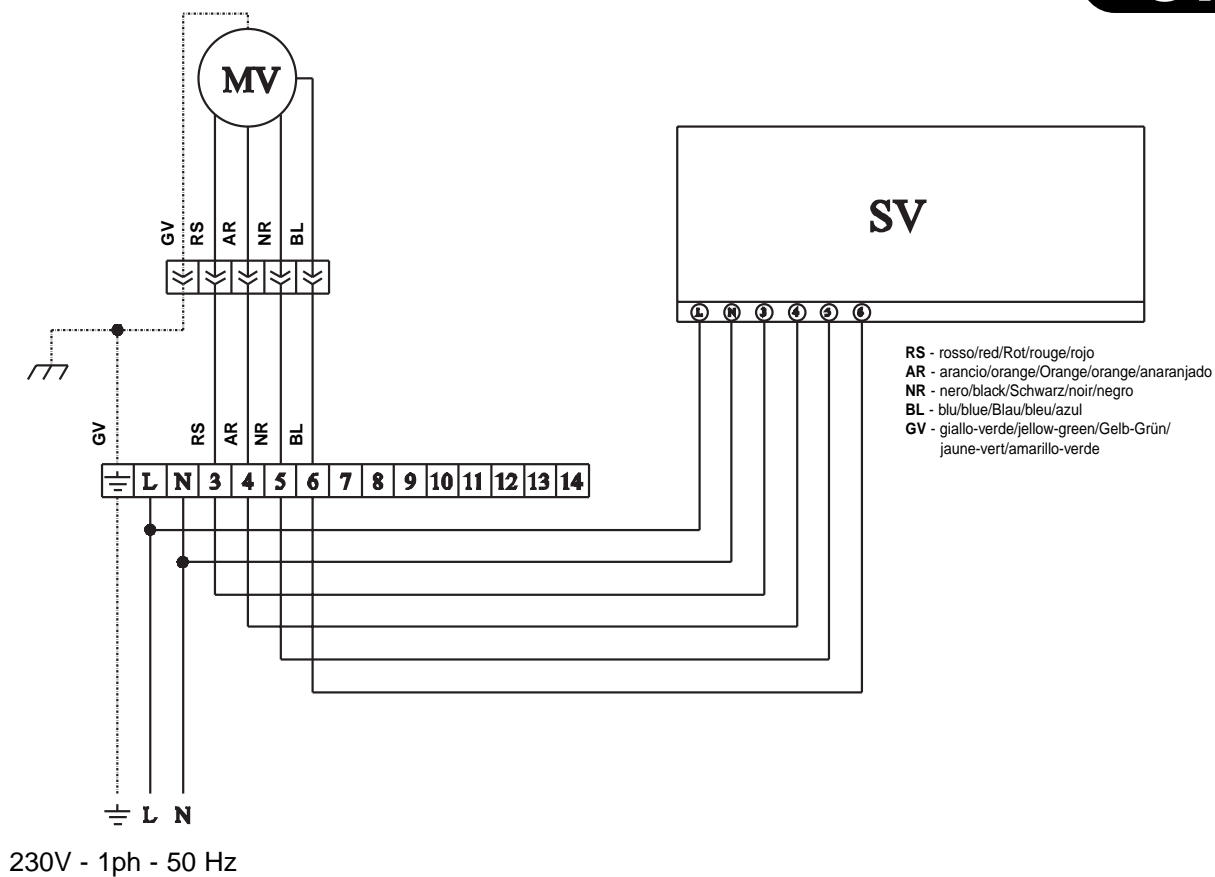 MV
GV RS AR NR BL
SV
L N 3 4 5 6
RS - rosso/red/Rot/rouge/rojo
AR - arancio/orange/Orange/orange/anaranjado
NR - nero/black/Schwarz/noir/negro
BL - blu/blue/Blau/bleu/azul
GV - giallo-verde/jellow-green/Gelb-Grün/
jaune-vert/amarillo-verde
GV RS AR NR BL
L N 3 4 5 6 7 8 9 10 11 12 13 14
L N
230V - 1ph - 50 Hz